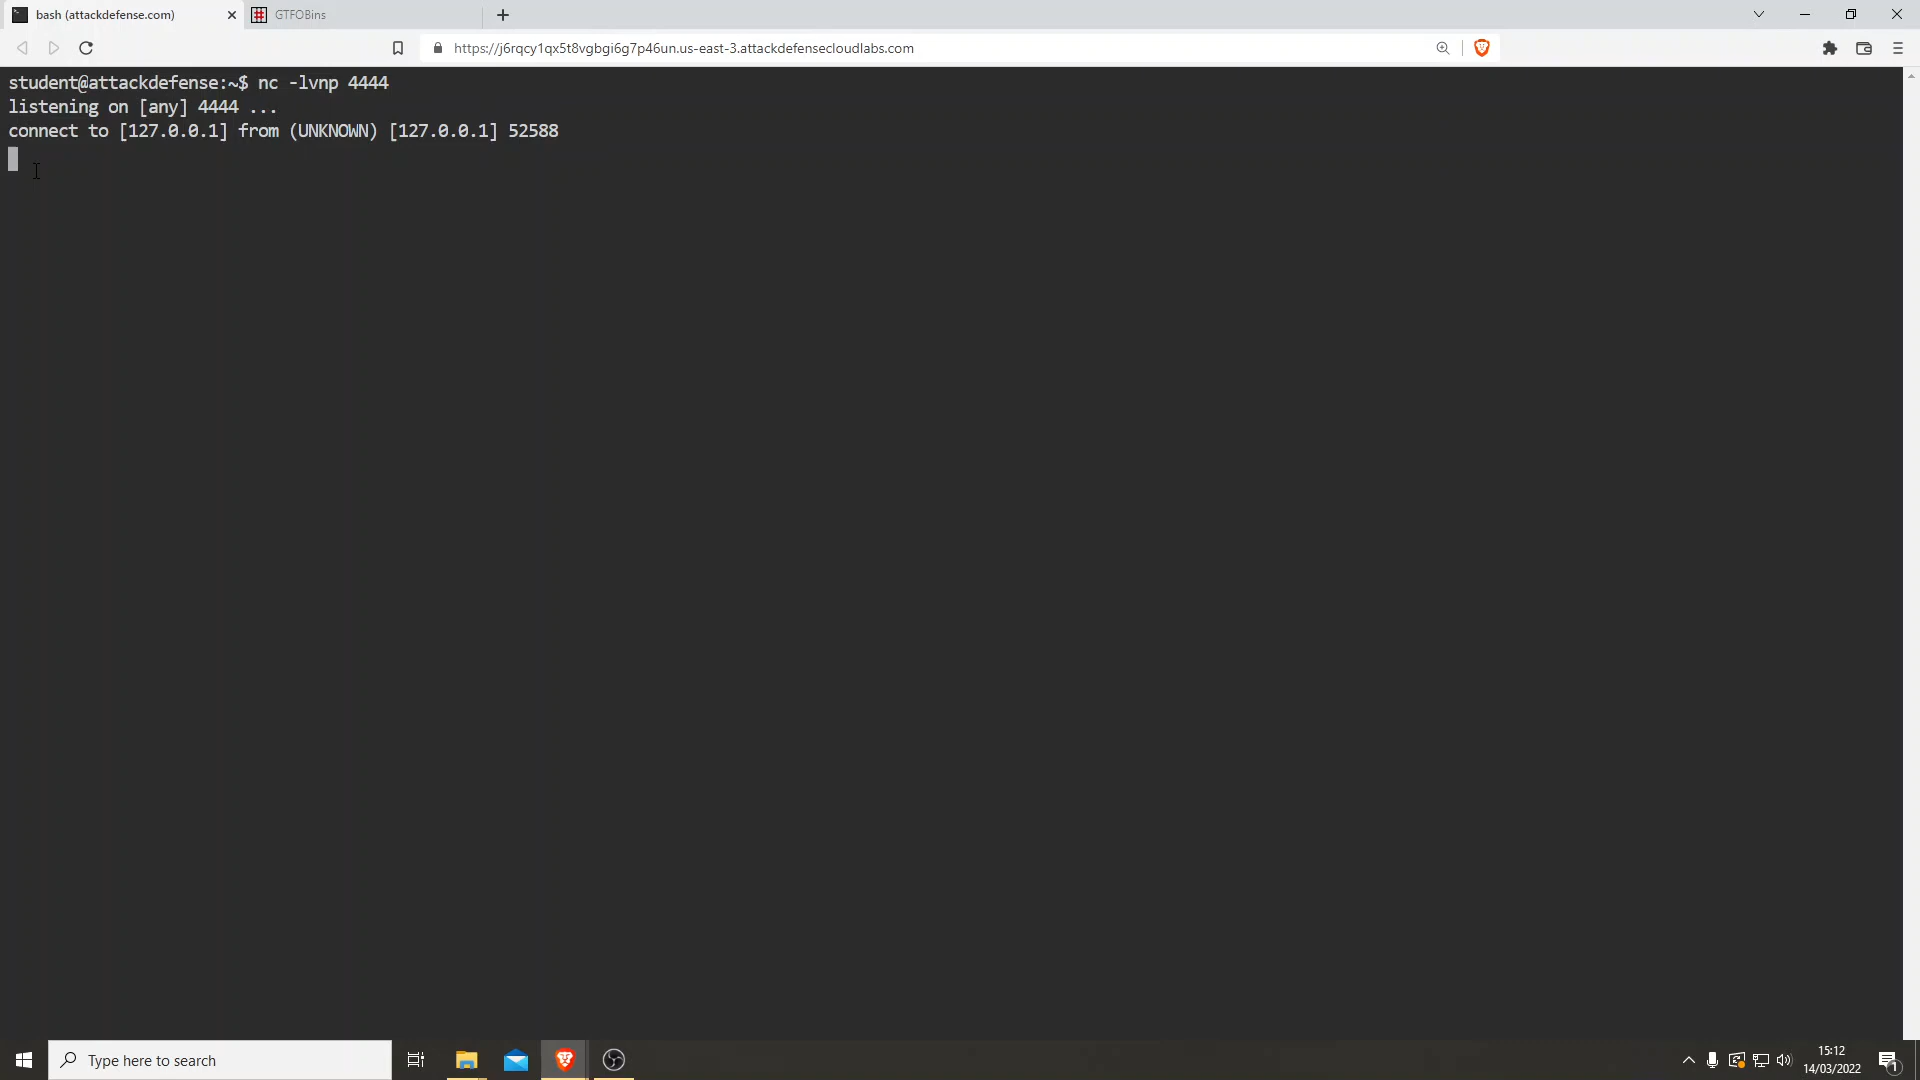 bash (attackdefense.com)
GTFOBins
https://j6rqcy1qx5t8vgbgi6g7p46un.us-east-3.attackdefensecloudlabs.com
student@attackdefense:~$ nc -lvnp 4444
listening on [any] 4444 ...
connect to [127.0.0.1] from (UNKNOWN) [127.0.0.1] 52588
Type here to search
15:12
14/03/2022
1